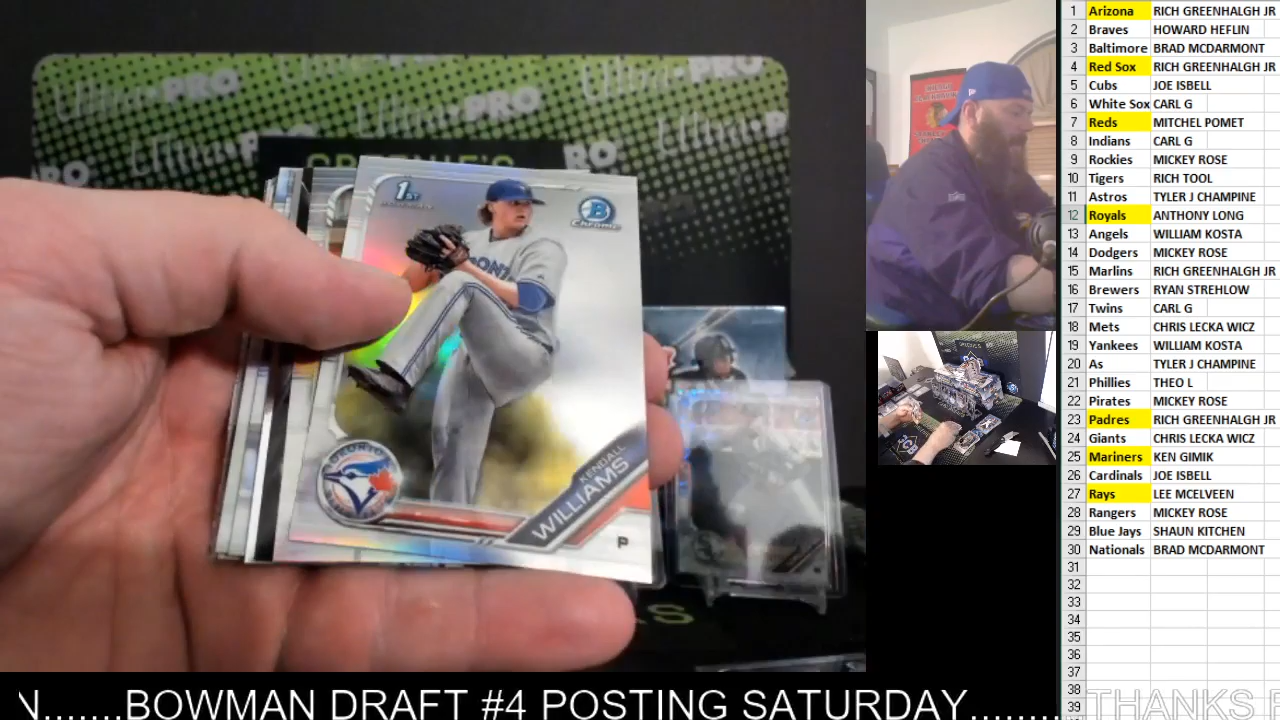 Ultra·PRO
PRO
PRO
PRO
1ST
BOWMAN
B
Chrome
TORONTO
KENDALL
WILLIAMS
P
1 Arizona RICH GREENHALGH JR
2 Braves HOWARD HEFLIN
3 Baltimore BRAD MCDARMONT
4 Red Sox RICH GREENHALGH JR
5 Cubs JOE ISBELL
6 White Sox CARL G
7 Reds MITCHEL POMET
8 Indians CARL G
9 Rockies MICKEY ROSE
10 Tigers RICH TOOL
11 Astros TYLER J CHAMPINE
12 Royals ANTHONY LONG
13 Angels WILLIAM KOSTA
14 Dodgers MICKEY ROSE
15 Marlins RICH GREENHALGH JR
16 Brewers RYAN STREHLOW
17 Twins CARL G
18 Mets CHRIS LECKA WICZ
19 Yankees WILLIAM KOSTA
20 As TYLER J CHAMPINE
21 Phillies THEO L
22 Pirates MICKEY ROSE
23 Padres RICH GREENHALGH JR
24 Giants CHRIS LECKA WICZ
25 Mariners KEN GIMIK
26 Cardinals JOE ISBELL
27 Rays LEE MCELVEEN
28 Rangers MICKEY ROSE
29 Blue Jays SHAUN KITCHEN
30 Nationals BRAD MCDARMONT
31
32
33
34
35
36
37
38
39
N.......BOWMAN DRAFT #4 POSTING SATURDAY..........THANKS